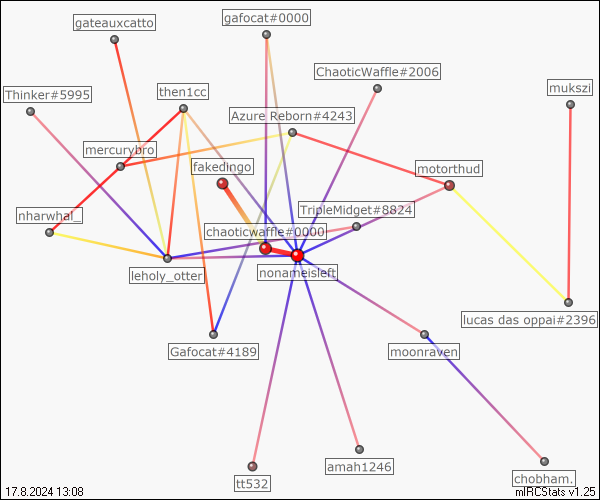 gafocat#0000
gateauxcatto
ChaoticWaffle#2006
Thinker#5995
then1cc
mukszi
Azure Reborn#4243
mercurybro
fakedingo
motorthud
TripleMidget#8824
nharwhal_
chaoticwaffle#0000
leholy_otter
nonameisleft
lucas das oppai#2396
Gafocat#4189
moonraven
amah1246
chobham.
tt532
17.8.2024 13:08
mIRCStats v1.25